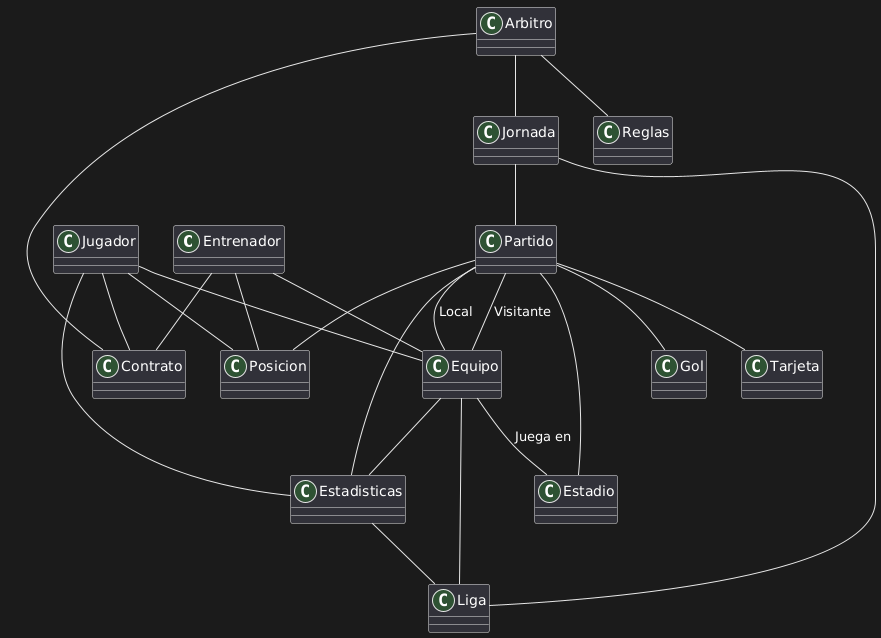 C Arbitro
C Jornada
C Reglas
C Jugador
C Entrenador
C Partido
Local
Visitante
C Contrato
C Posicion
C Equipo
C Gol
C Tarjeta
Juega en
C Estadisticas
C Estadio
C Liga